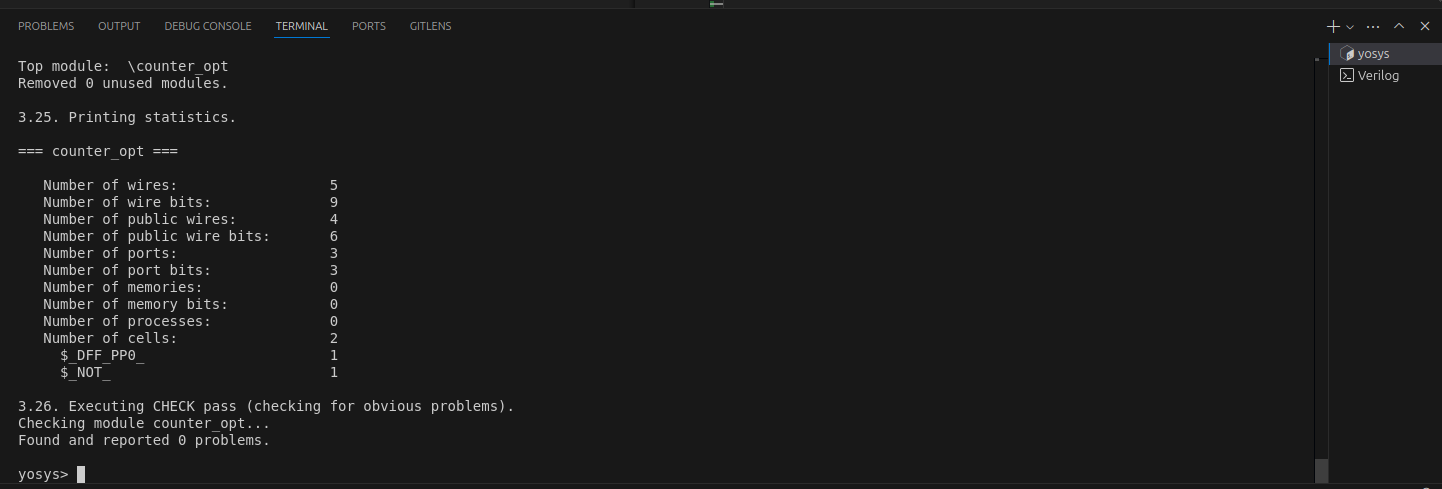 PROBLEMS OUTPUT DEBUG CONSOLE TERMINAL PORTS GITLENS
yosys
Verilog
Top module:  \counter_opt
Removed 0 unused modules.
3.25. Printing statistics.
=== counter_opt ===
Number of wires: 5
Number of wire bits: 9
Number of public wires: 4
Number of public wire bits: 6
Number of ports: 3
Number of port bits: 3
Number of memories: 0
Number of memory bits: 0
Number of processes: 0
Number of cells: 2
$_DFF_PP0_ 1
$_NOT_ 1
3.26. Executing CHECK pass (checking for obvious problems).
Checking module counter_opt...
Found and reported 0 problems.
yosys>